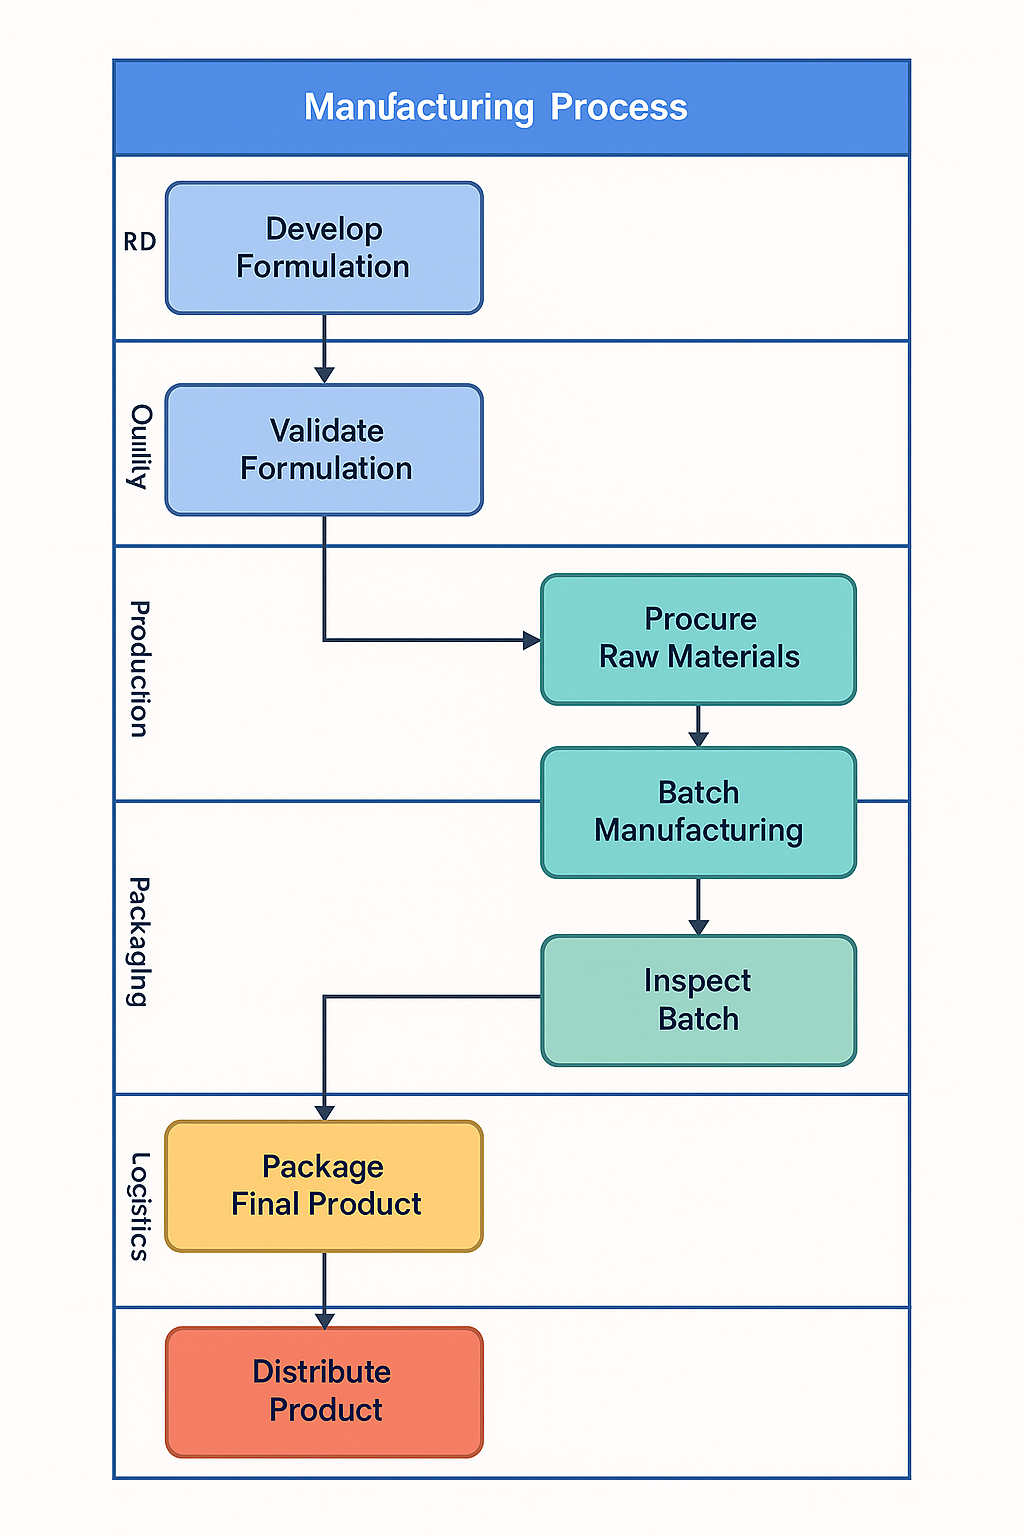 Manufacturing Process
RD
Develop
Formulation
Quility
Validate
Formulation
Production
Procure
Raw Materials
Batch
Manufacturing
Packaging
Inspect
Batch
Logistics
Package
Final Product
Distribute
Product